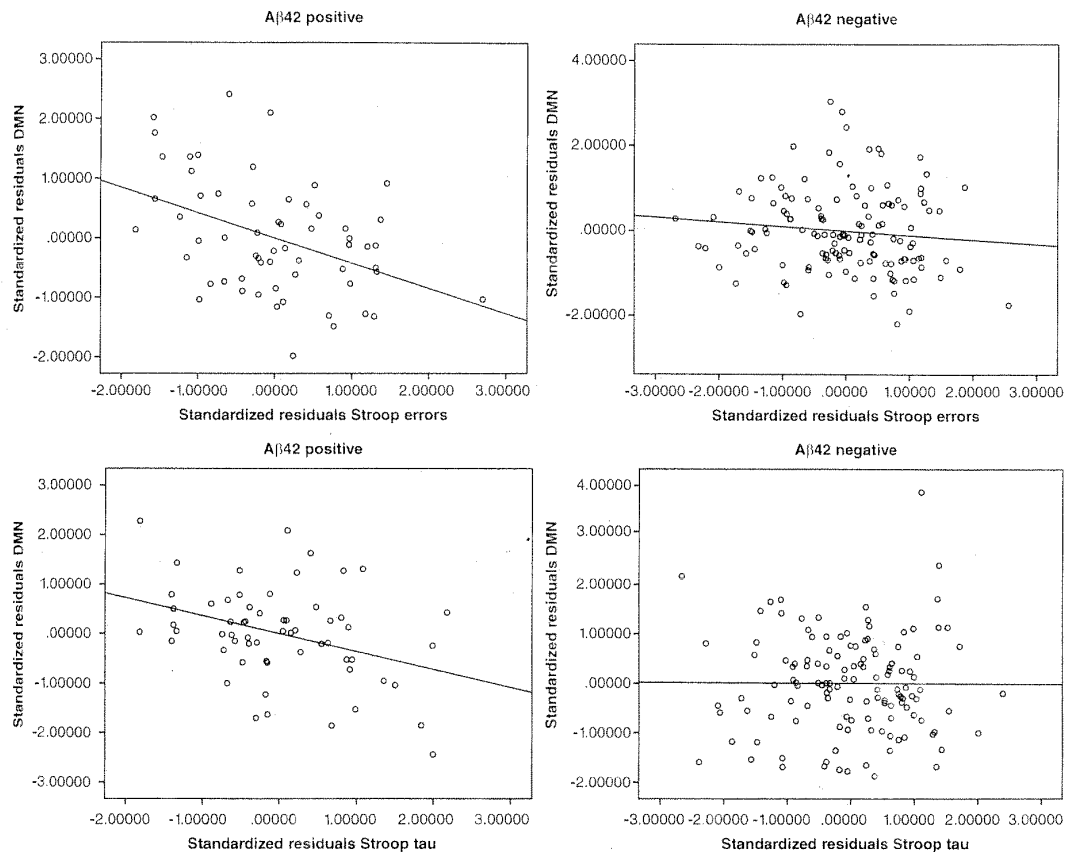 Aβ42 positive
3.00000
2.00000
1.00000
.00000
-1.00000
-2.00000
Standardized residuals DMN
-2.00000 -1.00000 .00000 1.00000 2.00000 3.00000
Standardized residuals Stroop errors
Aβ42 negative
4.00000
2.00000
.00000
-2.00000
Standardized residuals DMN
-3.00000 -2.00000 -1.00000 .00000 1.00000 2.00000 3.00000
Standardized residuals Stroop errors
Aβ42 positive
3.00000
2.00000
1.00000
.00000
-1.00000
-2.00000
-3.00000
Standardized residuals DMN
-2.00000 -1.00000 .00000 1.00000 2.00000 3.00000
Standardized residuals Stroop tau
Aβ42 negative
4.00000
3.00000
2.00000
1.00000
.00000
-1.00000
-2.00000
Standardized residuals DMN
-3.00000 -2.00000 -1.00000 .00000 1.00000 2.00000 3.00000
Standardized residuals Stroop tau